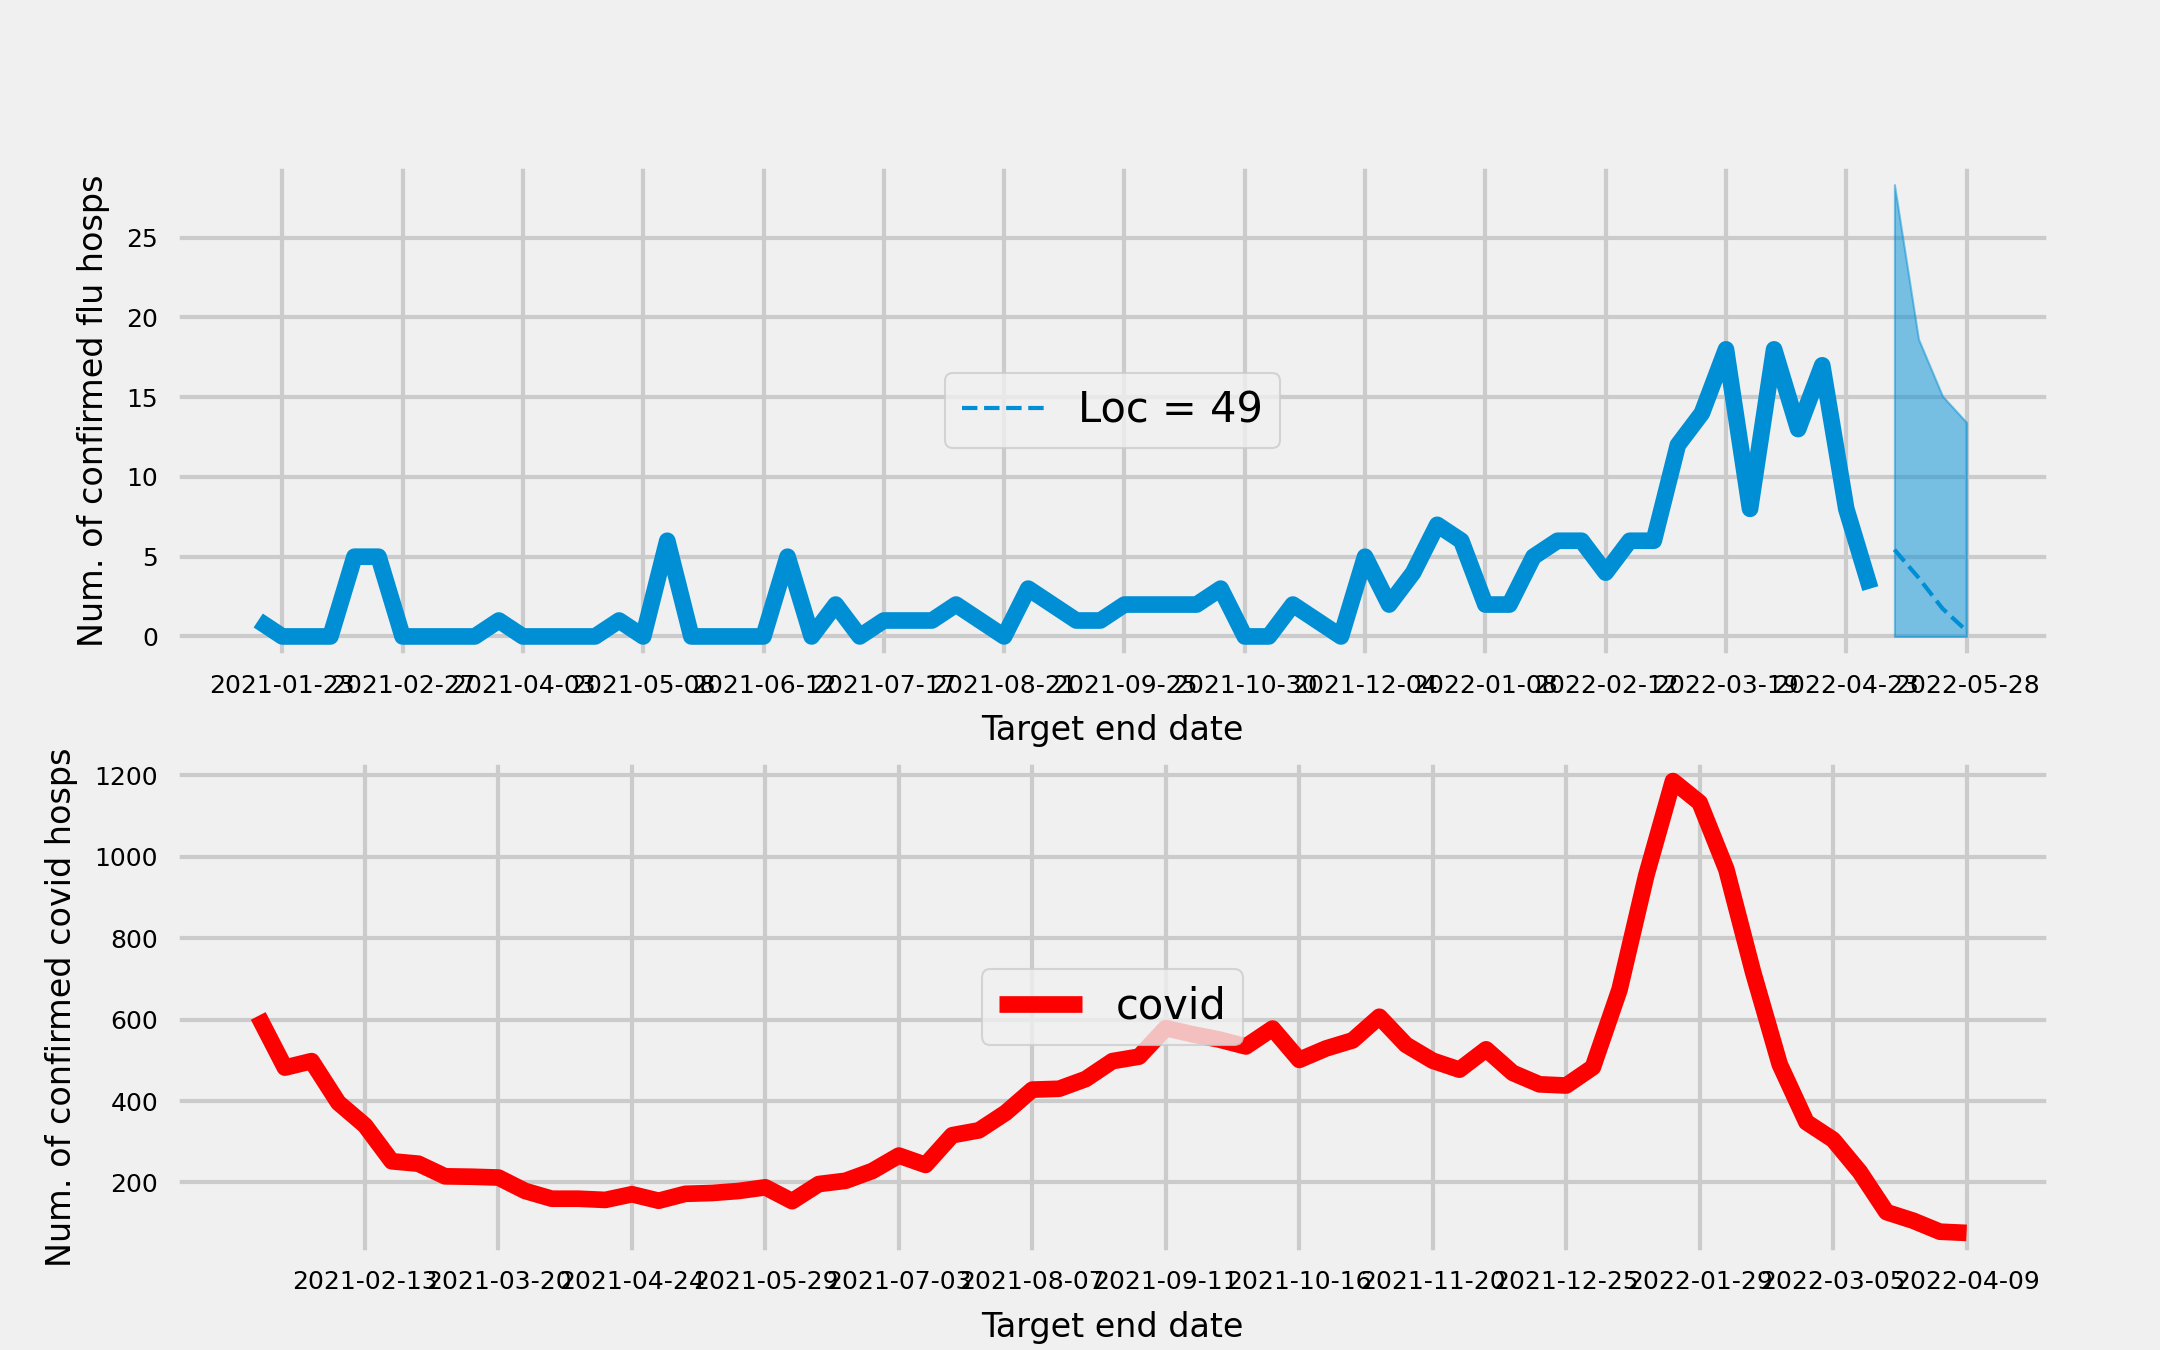 Num. of confirmed flu hosps
25
20
15
10
5
0
Loc = 49
2021-01-23 2021-02-27 2021-04-03 2021-05-08 2021-06-12 2021-07-17 2021-08-21 2021-09-25 2021-10-30 2021-12-04 2022-01-08 2022-02-12 2022-03-19 2022-04-23 2022-05-28
Target end date
Num. of confirmed covid hosps
1200
1000
800
600
400
200
covid
2021-02-13 2021-03-20 2021-04-24 2021-05-29 2021-07-03 2021-08-07 2021-09-11 2021-10-16 2021-11-20 2021-12-25 2022-01-29 2022-03-05 2022-04-09
Target end date